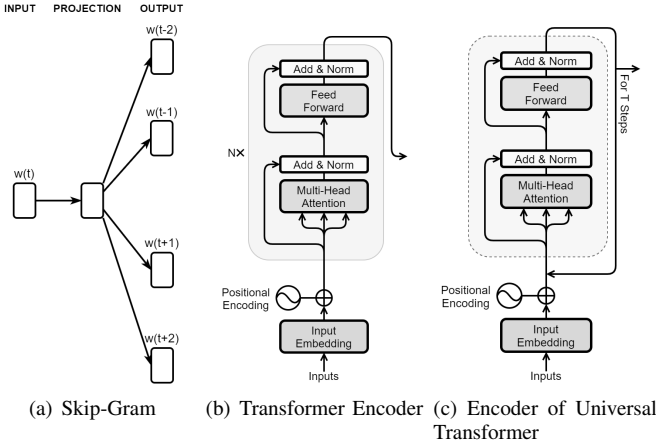 INPUT PROJECTION OUTPUT
w(t-2)
w(t-1)
w(t)
w(t+1)
w(t+2)
Add & Norm
Feed
Forward
N×
Add & Norm
Multi-Head
Attention
Positional
Encoding
Input
Embedding
Inputs
Add & Norm
Feed
Forward
For T Steps
Add & Norm
Multi-Head
Attention
Positional
Encoding
Input
Embedding
Inputs
(a) Skip-Gram
(b) Transformer Encoder
(c) Encoder of Universal
Transformer